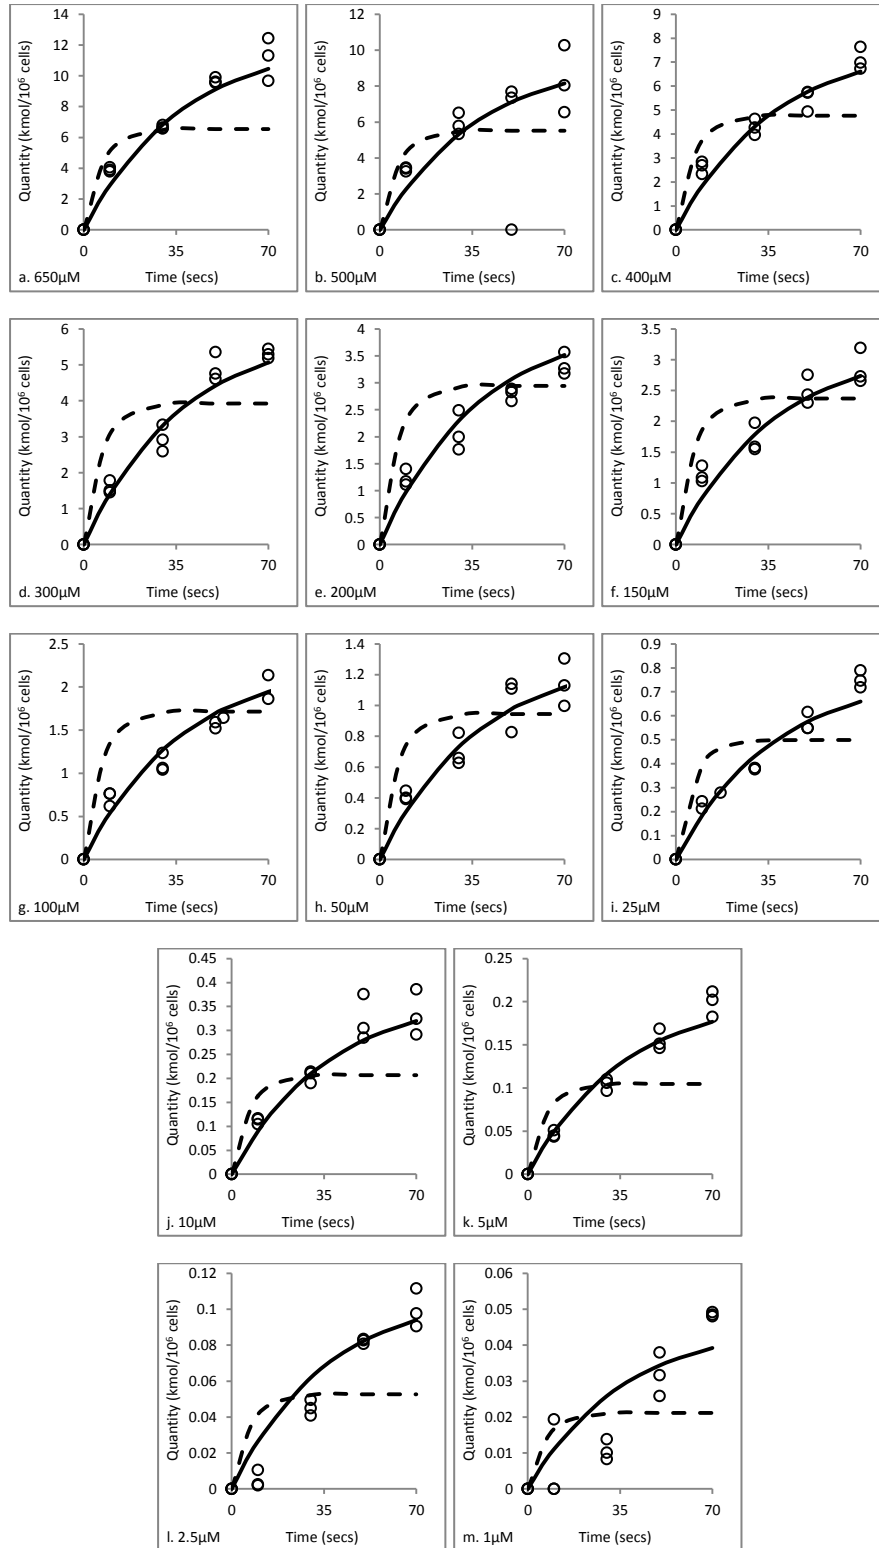 Quantity (kmol/10⁶ cells)
14
12
10
8
6
4
2
0
0 35 70
a. 650µM Time (secs)
Quantity (kmol/10⁶ cells)
12
10
8
6
4
2
0
0 35 70
b. 500µM Time (secs)
Quantity (kmol/10⁶ cells)
9
8
7
6
5
4
3
2
1
0
0 35 70
c. 400µM Time (secs)
Quantity (kmol/10⁶ cells)
6
5
4
3
2
1
0
0 35 70
d. 300µM Time (secs)
Quantity (kmol/10⁶ cells)
4
3.5
3
2.5
2
1.5
1
0.5
0
0 35 70
e. 200µM Time (secs)
Quantity (kmol/10⁶ cells)
3.5
3
2.5
2
1.5
1
0.5
0
0 35 70
f. 150µM Time (secs)
Quantity (kmol/10⁶ cells)
2.5
2
1.5
1
0.5
0
0 35 70
g. 100µM Time (secs)
Quantity (kmol/10⁶ cells)
1.4
1.2
1
0.8
0.6
0.4
0.2
0
0 35 70
h. 50µM Time (secs)
Quantity (kmol/10⁶ cells)
0.9
0.8
0.7
0.6
0.5
0.4
0.3
0.2
0.1
0
0 35 70
i. 25µM Time (secs)
Quantity (kmol/10⁶ cells)
0.45
0.4
0.35
0.3
0.25
0.2
0.15
0.1
0.05
0
0 35 70
j. 10µM Time (secs)
Quantity (kmol/10⁶ cells)
0.25
0.2
0.15
0.1
0.05
0
0 35 70
k. 5µM Time (secs)
Quantity (kmol/10⁶ cells)
0.12
0.1
0.08
0.06
0.04
0.02
0
0 35 70
l. 2.5µM Time (secs)
Quantity (kmol/10⁶ cells)
0.06
0.05
0.04
0.03
0.02
0.01
0
0 35 70
m. 1µM Time (secs)